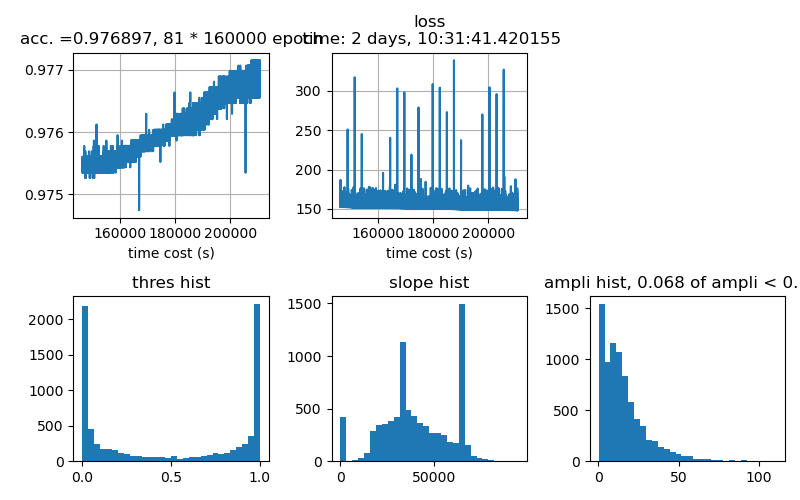 loss
acc. =0.976897, 81 * 160000 epoch
time: 2 days, 10:31:41.420155
0.977
0.976
0.975
300
250
200
150
160000 180000 200000
160000 180000 200000
time cost (s)
time cost (s)
thres hist
slope hist
ampli hist, 0.068 of ampli < 0.
2000
1500
1000
500
0
1500
1000
500
0
1500
1000
500
0
0.0 0.5 1.0
0 50000
0 50 100